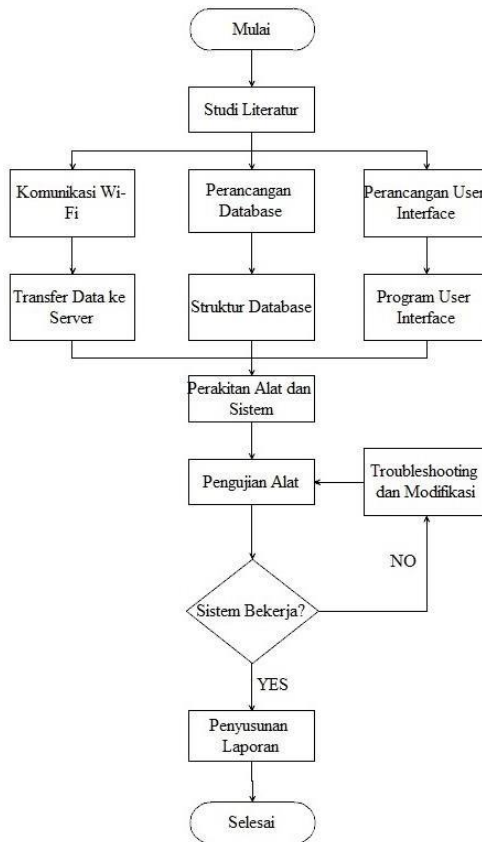 Mulai
Studi Literatur
Komunikasi Wi-
Fi
Perancangan
Database
Perancangan User
Interface
Transfer Data ke
Server
Struktur Database
Program User
Interface
Perakitan Alat dan
Sistem
Pengujian Alat
Troubleshooting
dan Modifikasi
NO
Sistem Bekerja?
YES
Penyusunan
Laporan
Selesai